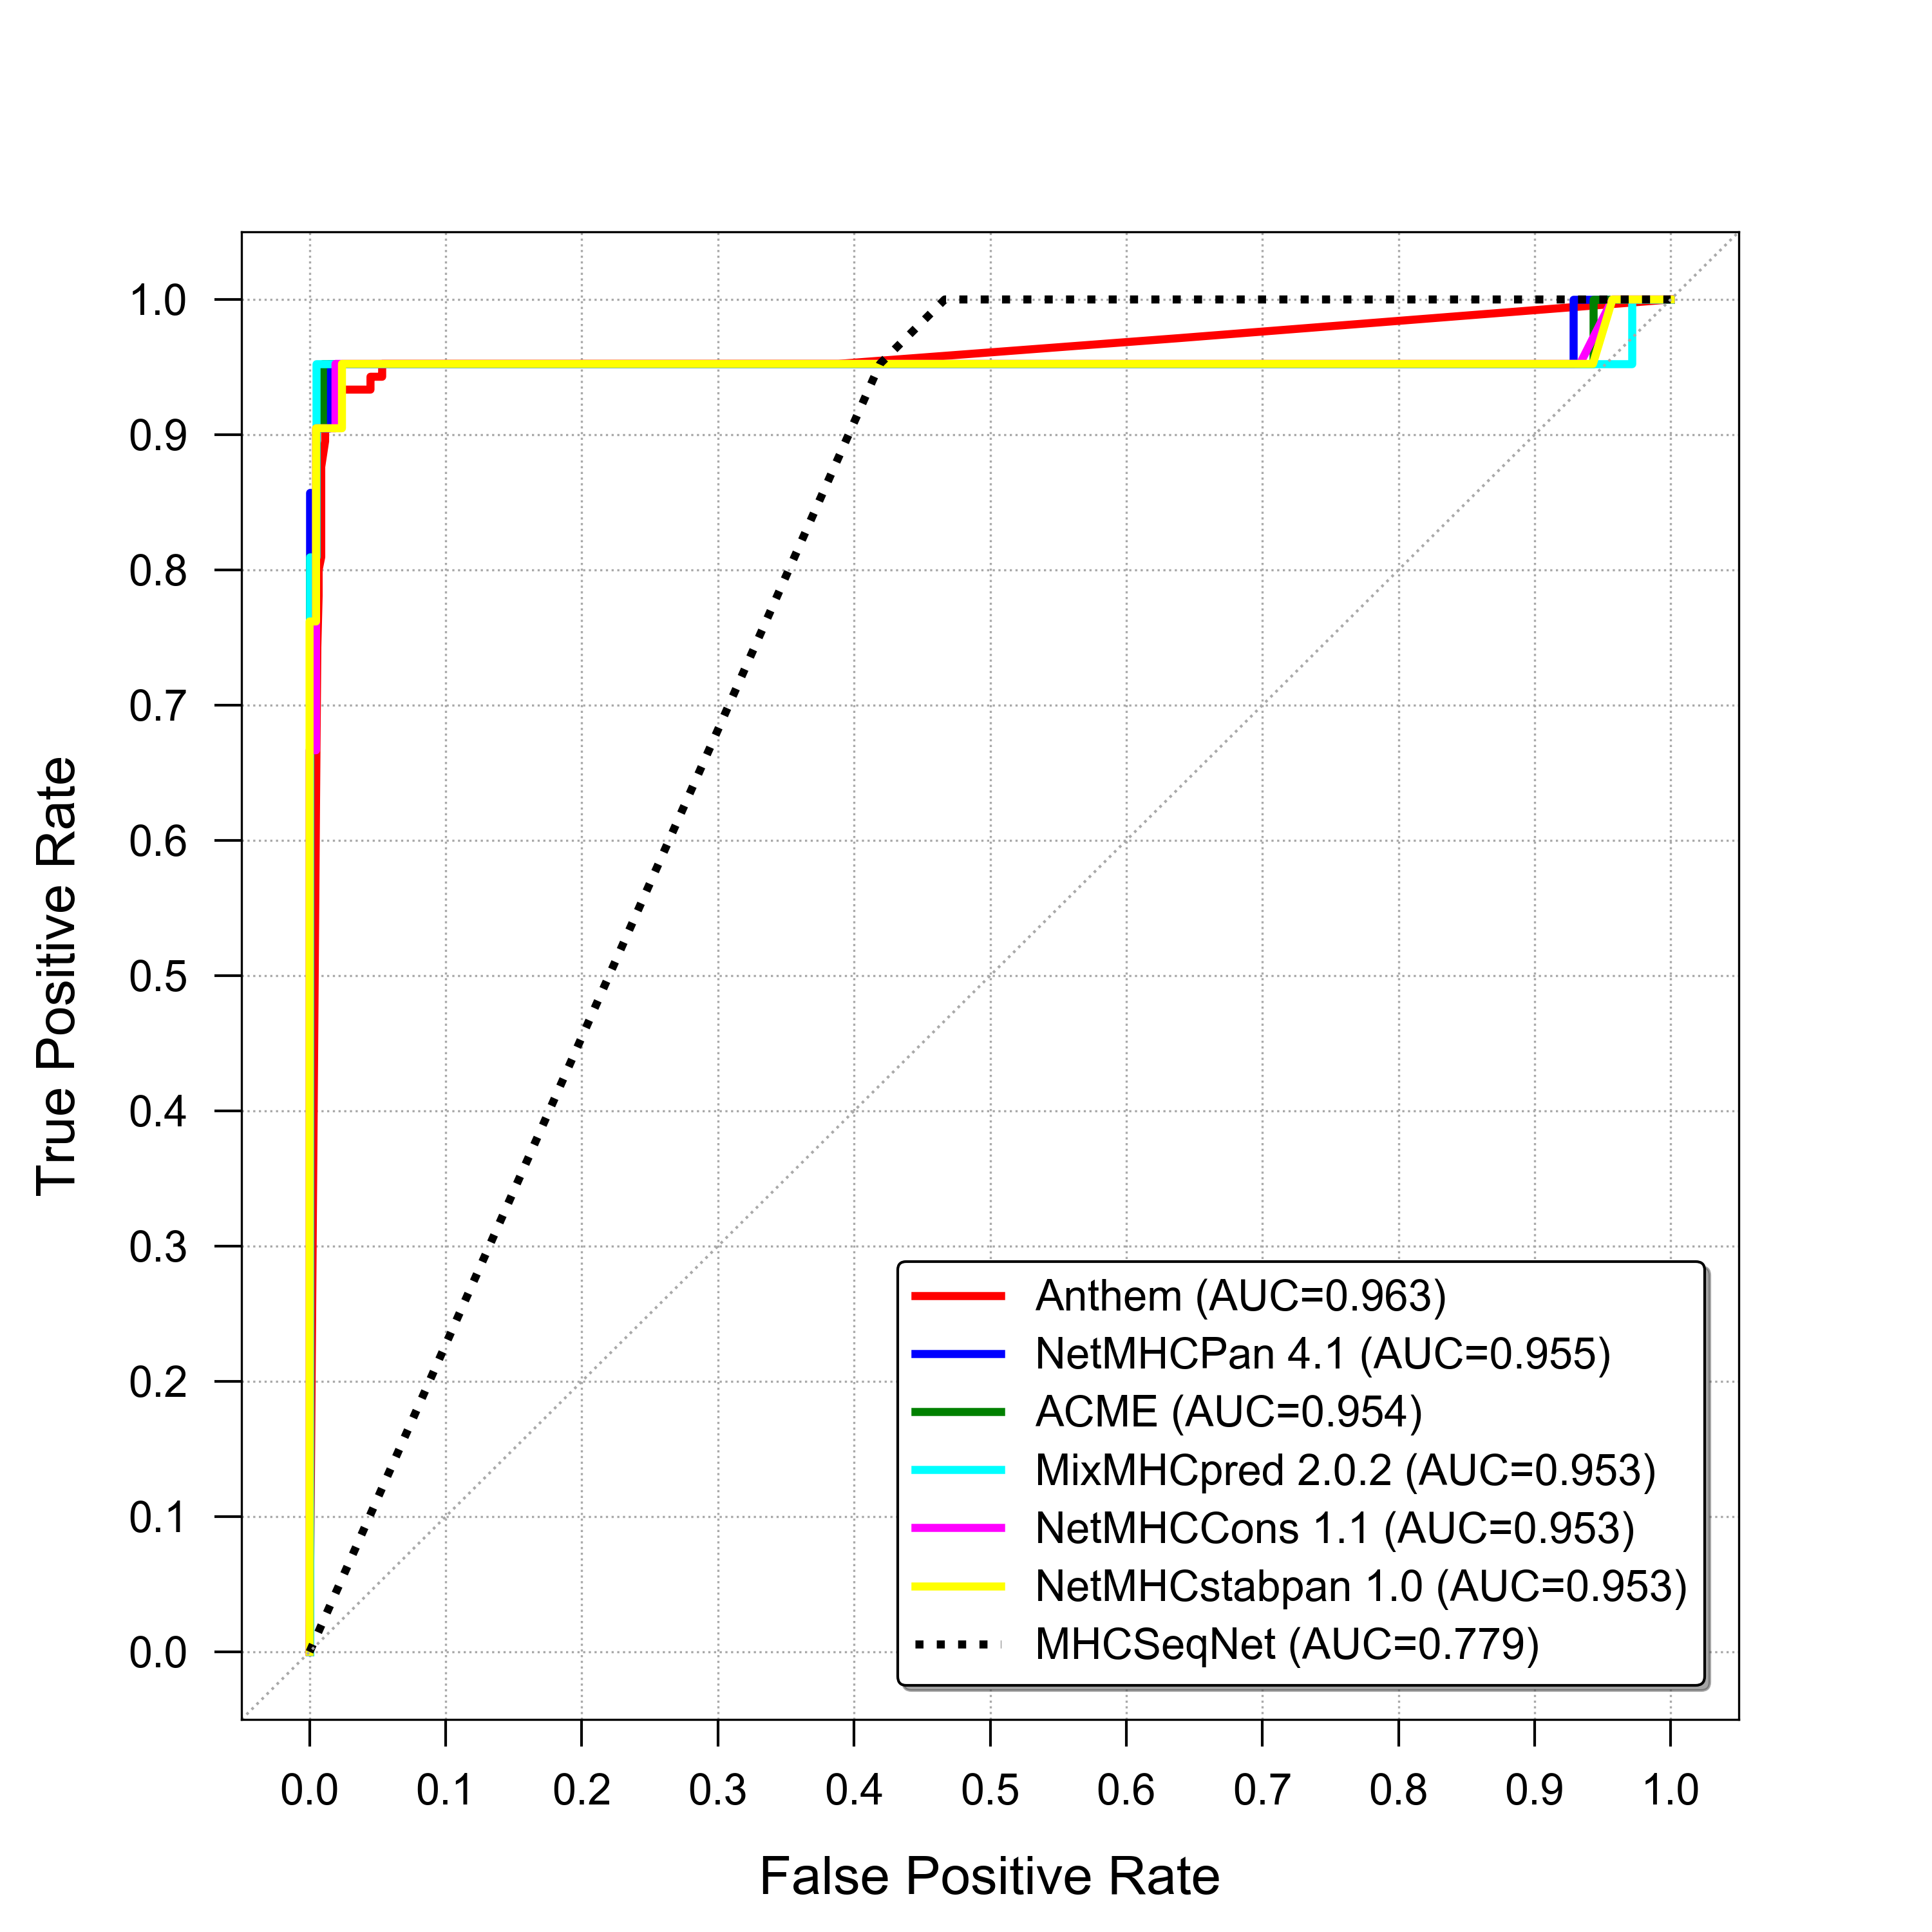 1.0
0.9
0.8
0.7
0.6
0.5
0.4
0.3
0.2
0.1
0.0
True Positive Rate
Anthem (AUC=0.963)
NetMHCPan 4.1 (AUC=0.955)
ACME (AUC=0.954)
MixMHCpred 2.0.2 (AUC=0.953)
NetMHCCons 1.1 (AUC=0.953)
NetMHCstabpan 1.0 (AUC=0.953)
MHCSeqNet (AUC=0.779)
0.0 0.1 0.2 0.3 0.4 0.5 0.6 0.7 0.8 0.9 1.0
False Positive Rate